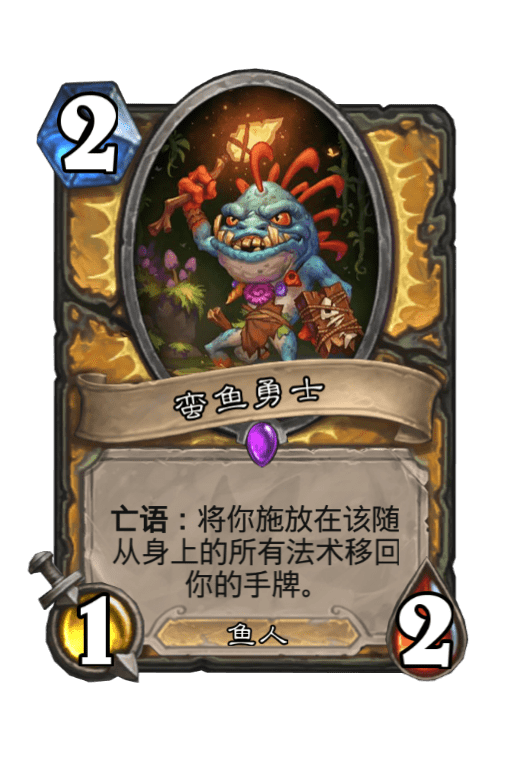 2
蛮鱼勇士
亡语：将你施放在该随
从身上的所有法术移回
你的手牌。
1
鱼人
2